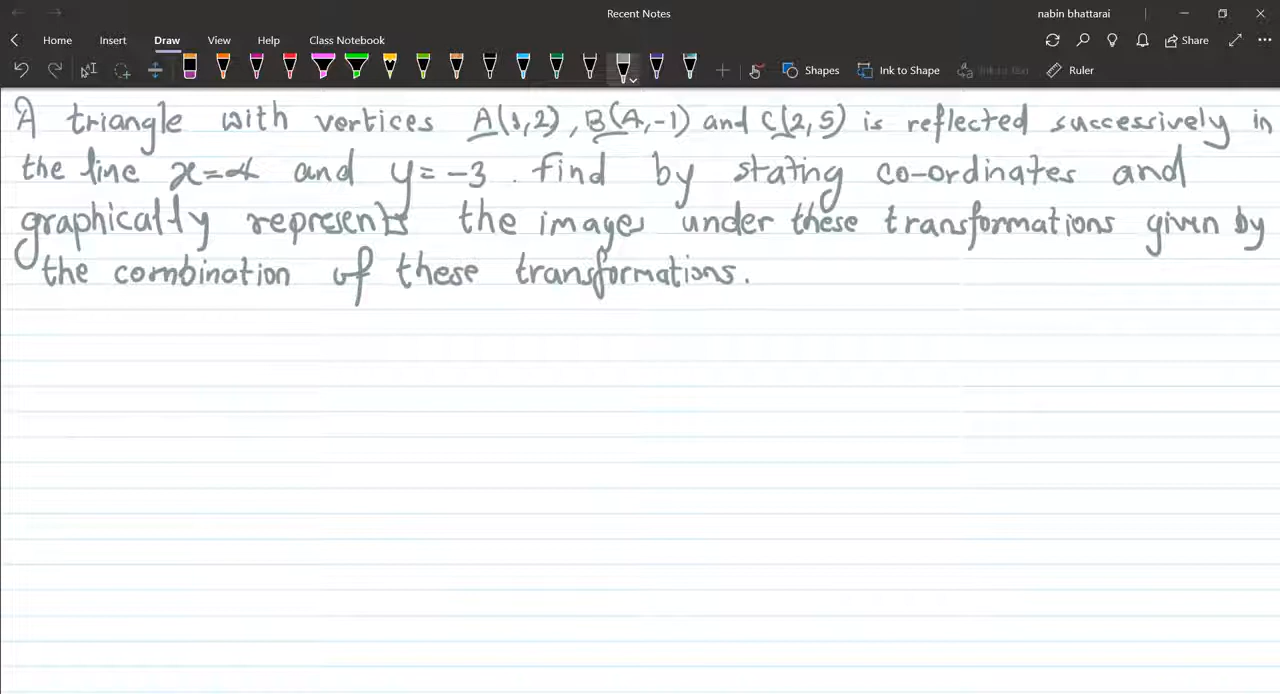 Recent Notes
nabin bhattarai
Home Insert Draw View Help Class Notebook
Share
Shapes Ink to Shape Ruler
A triangle with vertices A(1,2), B(4,-1) and C(2,5) is reflected successively in
the line x=4 and y=-3. find by stating co-ordinates and
graphically represents the images under these transformations given by
the combination of these transformations.